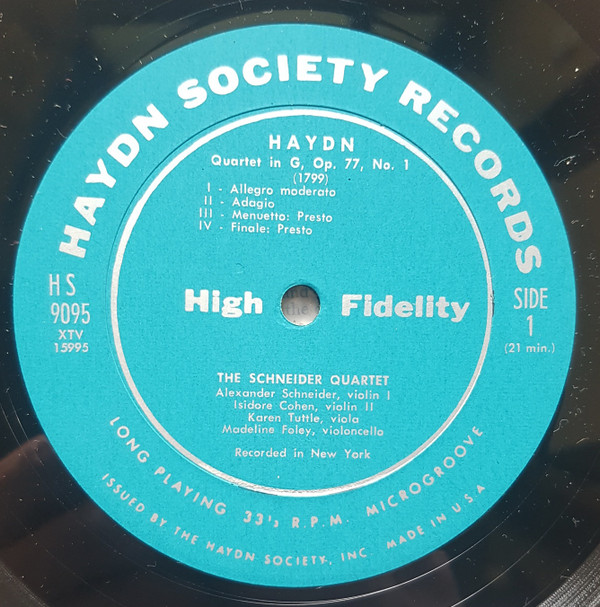 HAYDN SOCIETY RECORDS
HAYDN
Quartet in G, Op. 77, No. 1
(1799)
I - Allegro moderato
II - Adagio
III - Menuetto: Presto
IV - Finale: Presto
HS
9095
XTV
15995
High Fidelity
the
SIDE
1
(21 min.)
THE SCHNEIDER QUARTET
Alexander Schneider, violin I
Isidore Cohen, violin II
Karen Tuttle, viola
Madeline Foley, violoncello
Recorded in New York
LONG PLAYING 33⅓ R.P.M. MICROGROOVE
ISSUED BY THE HAYDN SOCIETY, INC MADE IN U.S.A